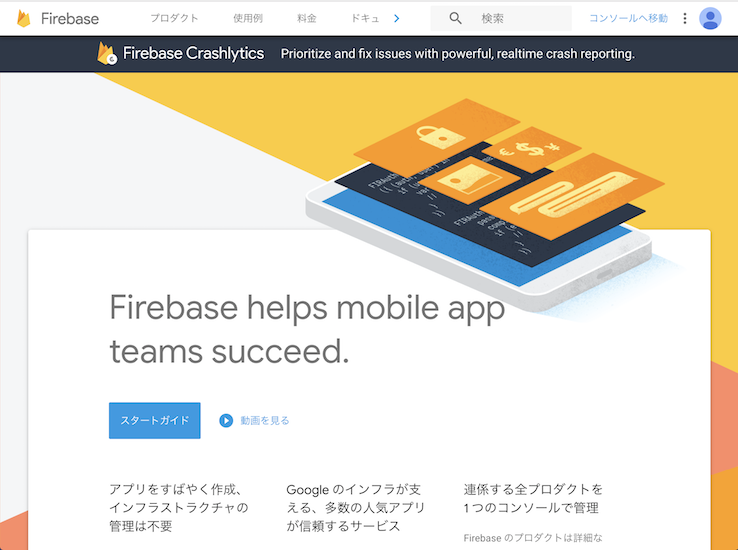 Firebase
プロダクト
使用例
料金
ドキュ
検索
コンソールへ移動
Firebase Crashlytics
Prioritize and fix issues with powerful, realtime crash reporting.
Firebase helps mobile app
teams succeed.
スタートガイド
動画を見る
アプリをすばやく作成、
インフラストラクチャの
管理は不要
Google のインフラが支
える、多数の人気アプリ
が信頼するサービス
連係する全プロダクトを
1 つのコンソールで管理
Firebase のプロダクトは詳細な